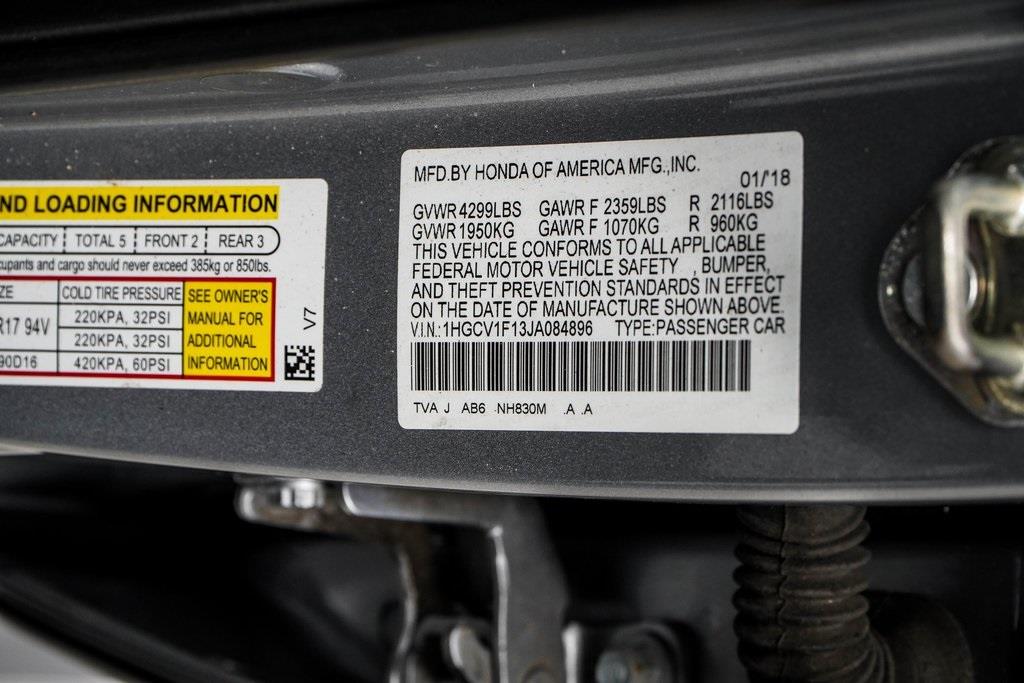 ND LOADING INFORMATION
CAPACITY TOTAL 5 FRONT 2 REAR 3
cupants and cargo should never exceed 385kg or 850lbs.
ZE COLD TIRE PRESSURE SEE OWNER'S
MANUAL FOR
ADDITIONAL
INFORMATION
R17 94V 220KPA, 32PSI
220KPA, 32PSI
90D16 420KPA, 60PSI
V7
MFD.BY HONDA OF AMERICA MFG.,INC.
01/'18
GVWR 4299LBS GAWR F 2359LBS R 2116LBS
GVWR 1950KG GAWR F 1070KG R 960KG
THIS VEHICLE CONFORMS TO ALL APPLICABLE
FEDERAL MOTOR VEHICLE SAFETY , BUMPER,
AND THEFT PREVENTION STANDARDS IN EFFECT
ON THE DATE OF MANUFACTURE SHOWN ABOVE.
V.I.N.:1HGCV1F13JA084896 TYPE:PASSENGER CAR
TVA J AB6 NH830M .A .A